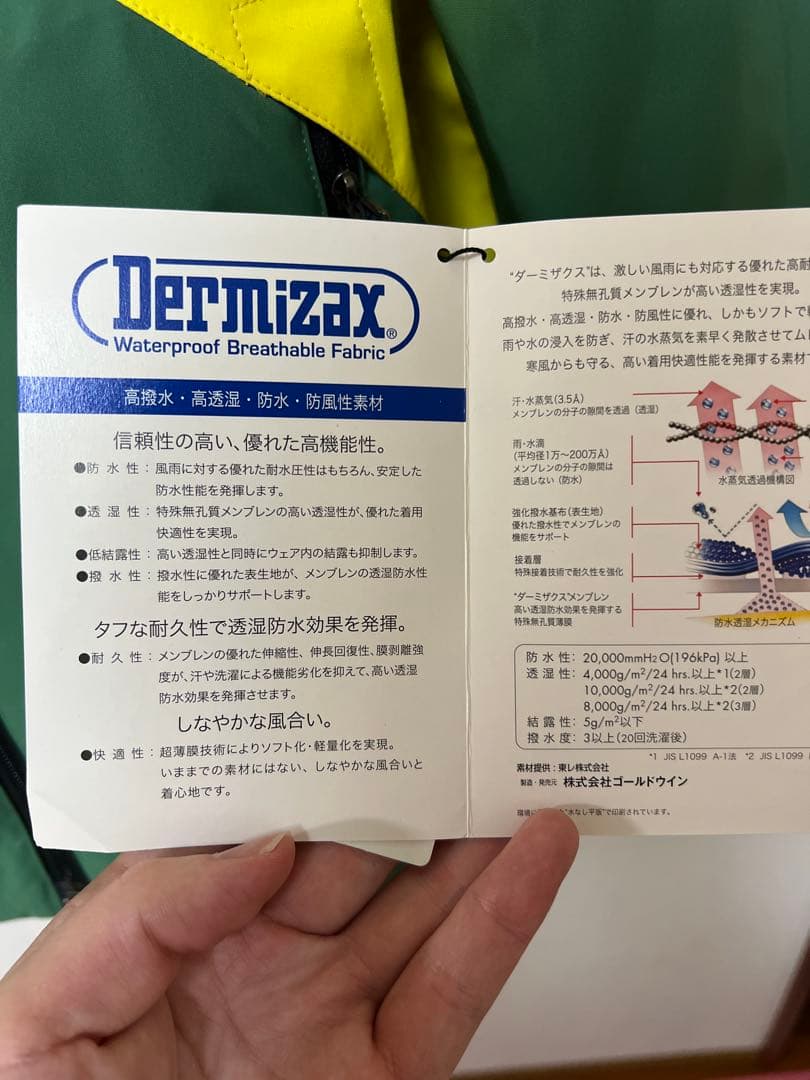 Dermizax®
Waterproof Breathable Fabric
高撥水・高透湿・防水・防風性素材
信頼性の高い、優れた高機能性。
●防 水 性：風雨に対する優れた耐水圧性はもちろん、安定した
防水性能を発揮します。
●透 湿 性：特殊無孔質メンブレンの高い透湿性が、優れた着用
快適性を実現。
●低結露性：高い透湿性と同時にウェア内の結露も抑制します。
●撥 水 性：撥水性に優れた表生地が、メンブレンの透湿防水性
能をしっかりサポートします。
タフな耐久性で透湿防水効果を発揮。
●耐 久 性：メンブレンの優れた伸縮性、伸長回復性、膜剥離強
度が、汗や洗濯による機能劣化を抑えて、高い透湿
防水効果を発揮させます。
しなやかな風合い。
●快 適 性：超薄膜技術によりソフト化・軽量化を実現。
いままでの素材にはない、しなやかな風合いと
着心地です。
“ダーミザクス”は、激しい風雨にも対応する優れた高耐
特殊無孔質メンブレンが高い透湿性を実現。
高撥水・高透湿・防水・防風性に優れ、しかもソフトで
雨や水の浸入を防ぎ、汗の水蒸気を素早く発散させてム
寒風からも守る、高い着用快適性能を発揮する素材
汗・水蒸気(3.5Å)
メンブレンの分子の隙間を透過（透湿）
雨・水滴
(平均径1万〜200万Å)
メンブレンの分子の隙間は
透過しない（防水）
水蒸気透過機構図
強化撥水基布（表生地）
優れた撥水性でメンブレンの
機能をサポート
接着層
特殊接着技術で耐久性を強化
“ダーミザクス”メンブレン
高い透湿防水効果を発揮する
特殊無孔質薄膜
防水透湿メカニズム
防 水 性：20,000mmH₂O(196kPa) 以上
透 湿 性：4,000g/m²/24 hrs.以上*1(2層)
10,000g/m²/24 hrs.以上*2(2層)
8,000g/m²/24 hrs.以上*2(3層)
結 露 性：5g/m²以下
撥 水 度：3以上(20回洗濯後)
*1 JIS L1099 A-1法 *2 JIS L1099
素材提供：東レ株式会社
製造・発売元 株式会社ゴールドウイン
環境に “水なし平版”で印刷されています。